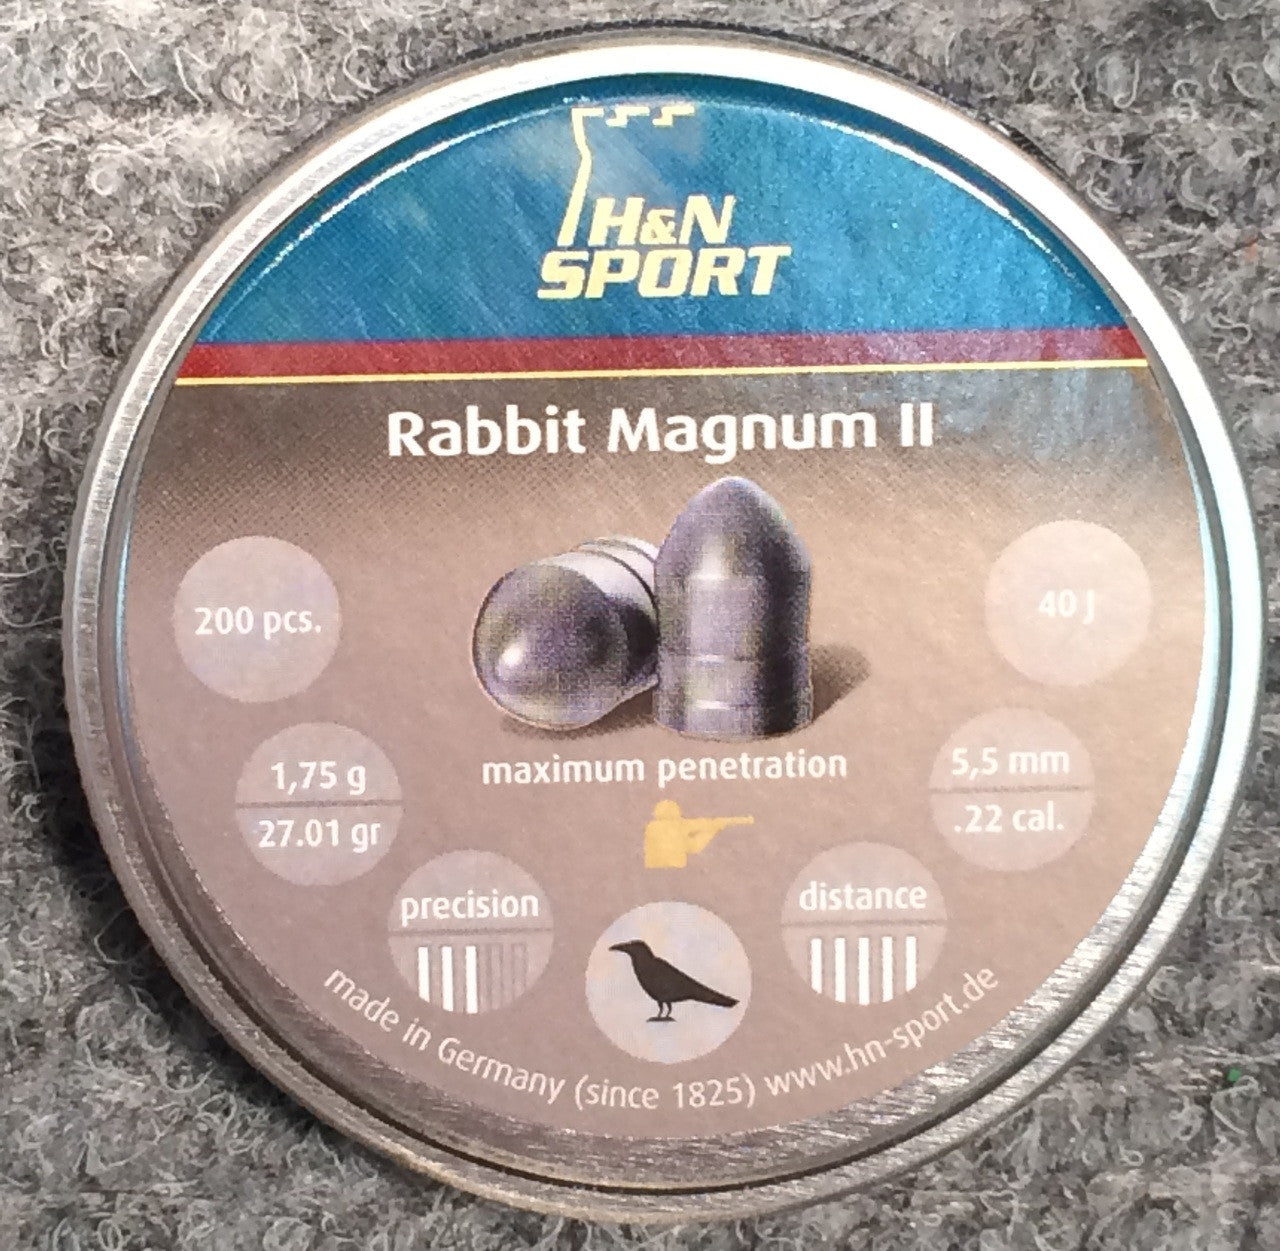 H&N
SPORT
Rabbit Magnum II
200 pcs.
40 J
1,75 g
27.01 gr
maximum penetration
5,5 mm
.22 cal.
precision
distance
made in Germany (since 1825) www.hn-sport.de